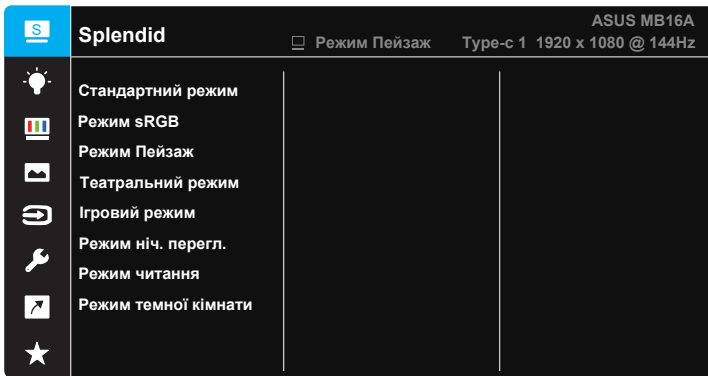 S
Splendid
ASUS MB16A
Режим Пейзаж Type-c 1 1920 x 1080 @ 144Hz
Стандартний режим
Режим sRGB
Режим Пейзаж
Театральний режим
Ігровий режим
Режим ніч. перегл.
Режим читання
Режим темної кімнати